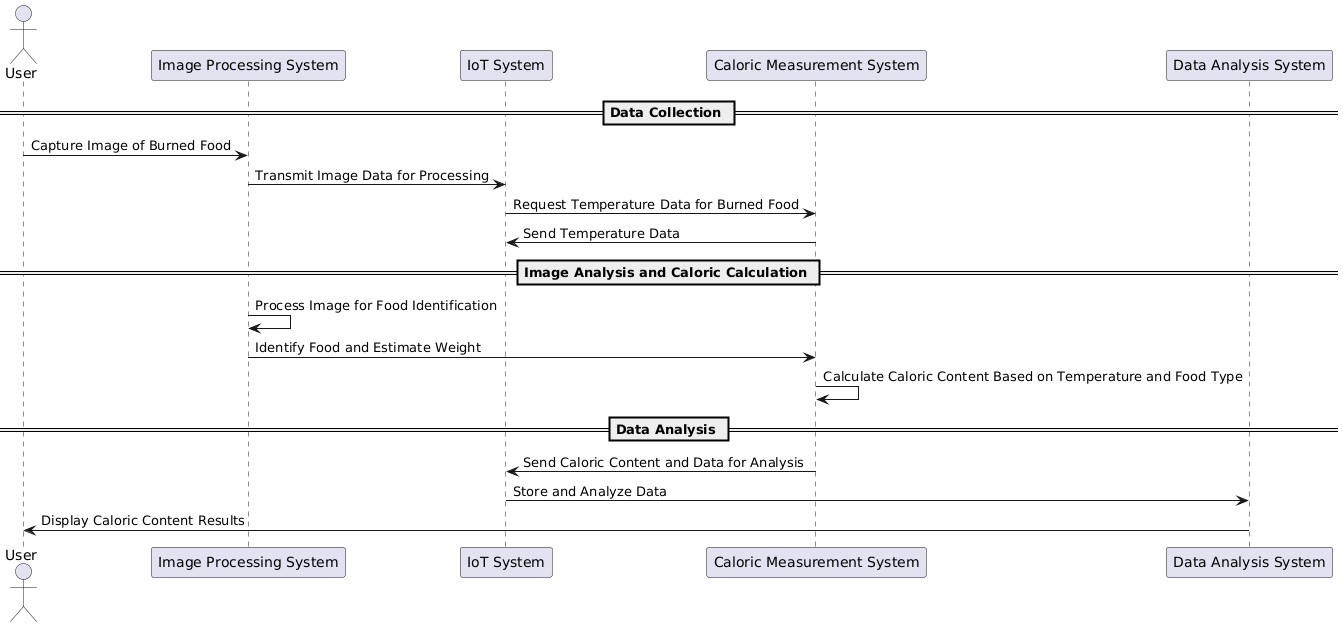 User
Image Processing System
IoT System
Caloric Measurement System
Data Analysis System
Data Collection
Capture Image of Burned Food
Transmit Image Data for Processing
Request Temperature Data for Burned Food
Send Temperature Data
Image Analysis and Caloric Calculation
Process Image for Food Identification
Identify Food and Estimate Weight
Calculate Caloric Content Based on Temperature and Food Type
Data Analysis
Send Caloric Content and Data for Analysis
Store and Analyze Data
Display Caloric Content Results
User
Image Processing System
IoT System
Caloric Measurement System
Data Analysis System